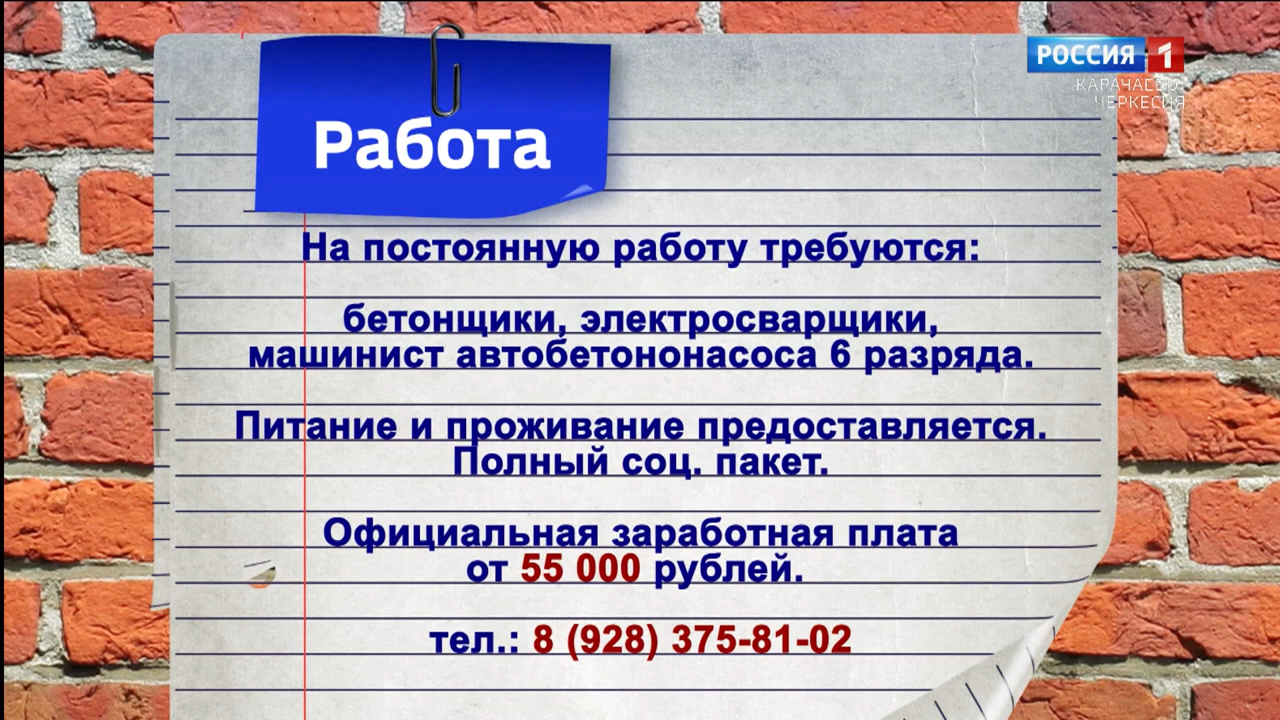 РОССИЯ 1
КАРАЧАЕВО-
ЧЕРКЕСИЯ
Работа
На постоянную работу требуются:
бетонщики, электросварщики,
машинист автобетононасоса 6 разряда.
Питание и проживание предоставляется.
Полный соц. пакет.
Официальная заработная плата
от 55 000 рублей.
тел.: 8 (928) 375-81-02